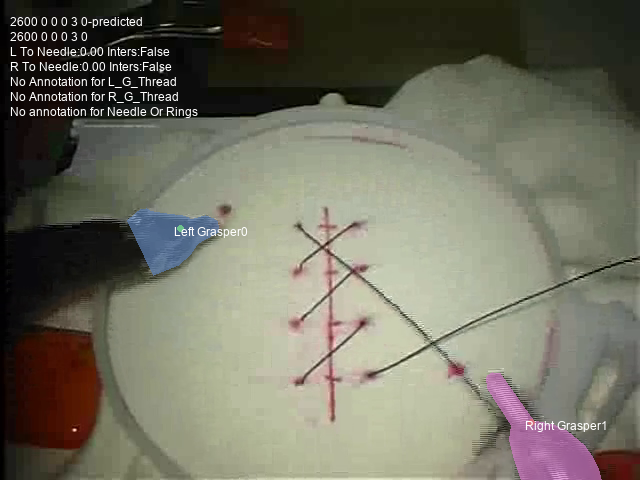 2600 0 0 0 3 0-predicted
2600 0 0 0 3 0
L To Needle:0.00 Inters:False
R To Needle:0.00 Inters:False
No Annotation for L_G_Thread
No Annotation for R_G_Thread
No annotation for Needle Or Rings
Left Grasper0
Right Grasper1